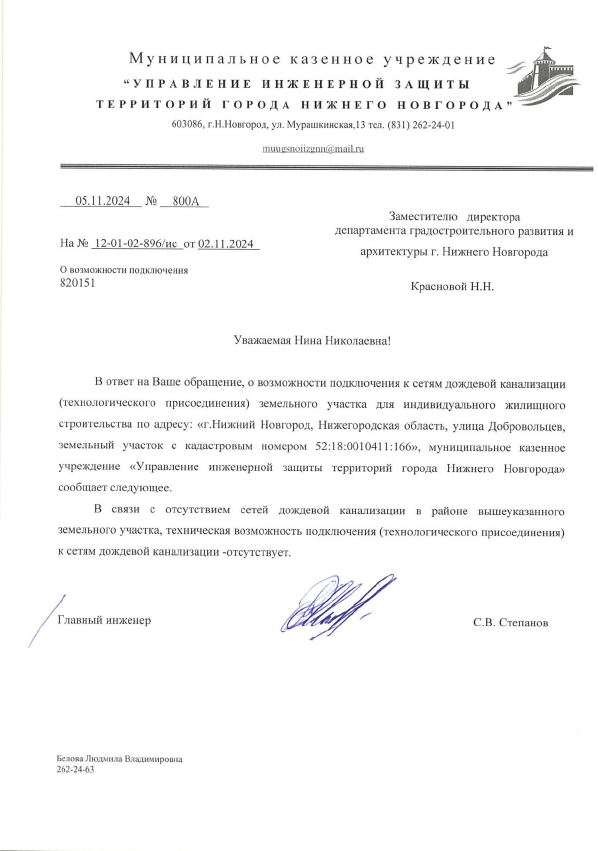 Муниципальное казенное учреждение
“УПРАВЛЕНИЕ ИНЖЕНЕРНОЙ ЗАЩИТЫ
ТЕРРИТОРИЙ ГОРОДА НИЖНЕГО НОВГОРОДА”
603086, г.Н.Новгород, ул. Мурашкинская,13 тел. (831) 262-24-01
muugsnoiizgnn@mail.ru
05.11.2024 № 800А
На № 12-01-02-896/ис от 02.11.2024
О возможности подключения
820151
Заместителю директора
департамента градостроительного развития и
архитектуры г. Нижнего Новгорода
Красновой Н.Н.
Уважаемая Нина Николаевна!
В ответ на Ваше обращение, о возможности подключения к сетям дождевой канализации
(технологического присоединения) земельного участка для индивидуального жилищного
строительства по адресу: «г.Нижний Новгород, Нижегородская область, улица Добровольцев,
земельный участок с кадастровым номером 52:18:0010411:166», муниципальное казенное
учреждение «Управление инженерной защиты территорий города Нижнего Новгорода»
сообщает следующее.
В связи с отсутствием сетей дождевой канализации в районе вышеуказанного
земельного участка, техническая возможность подключения (технологического присоединения)
к сетям дождевой канализации -отсутствует.
Главный инженер
С.В. Степанов
Белова Людмила Владимировна
262-24-63